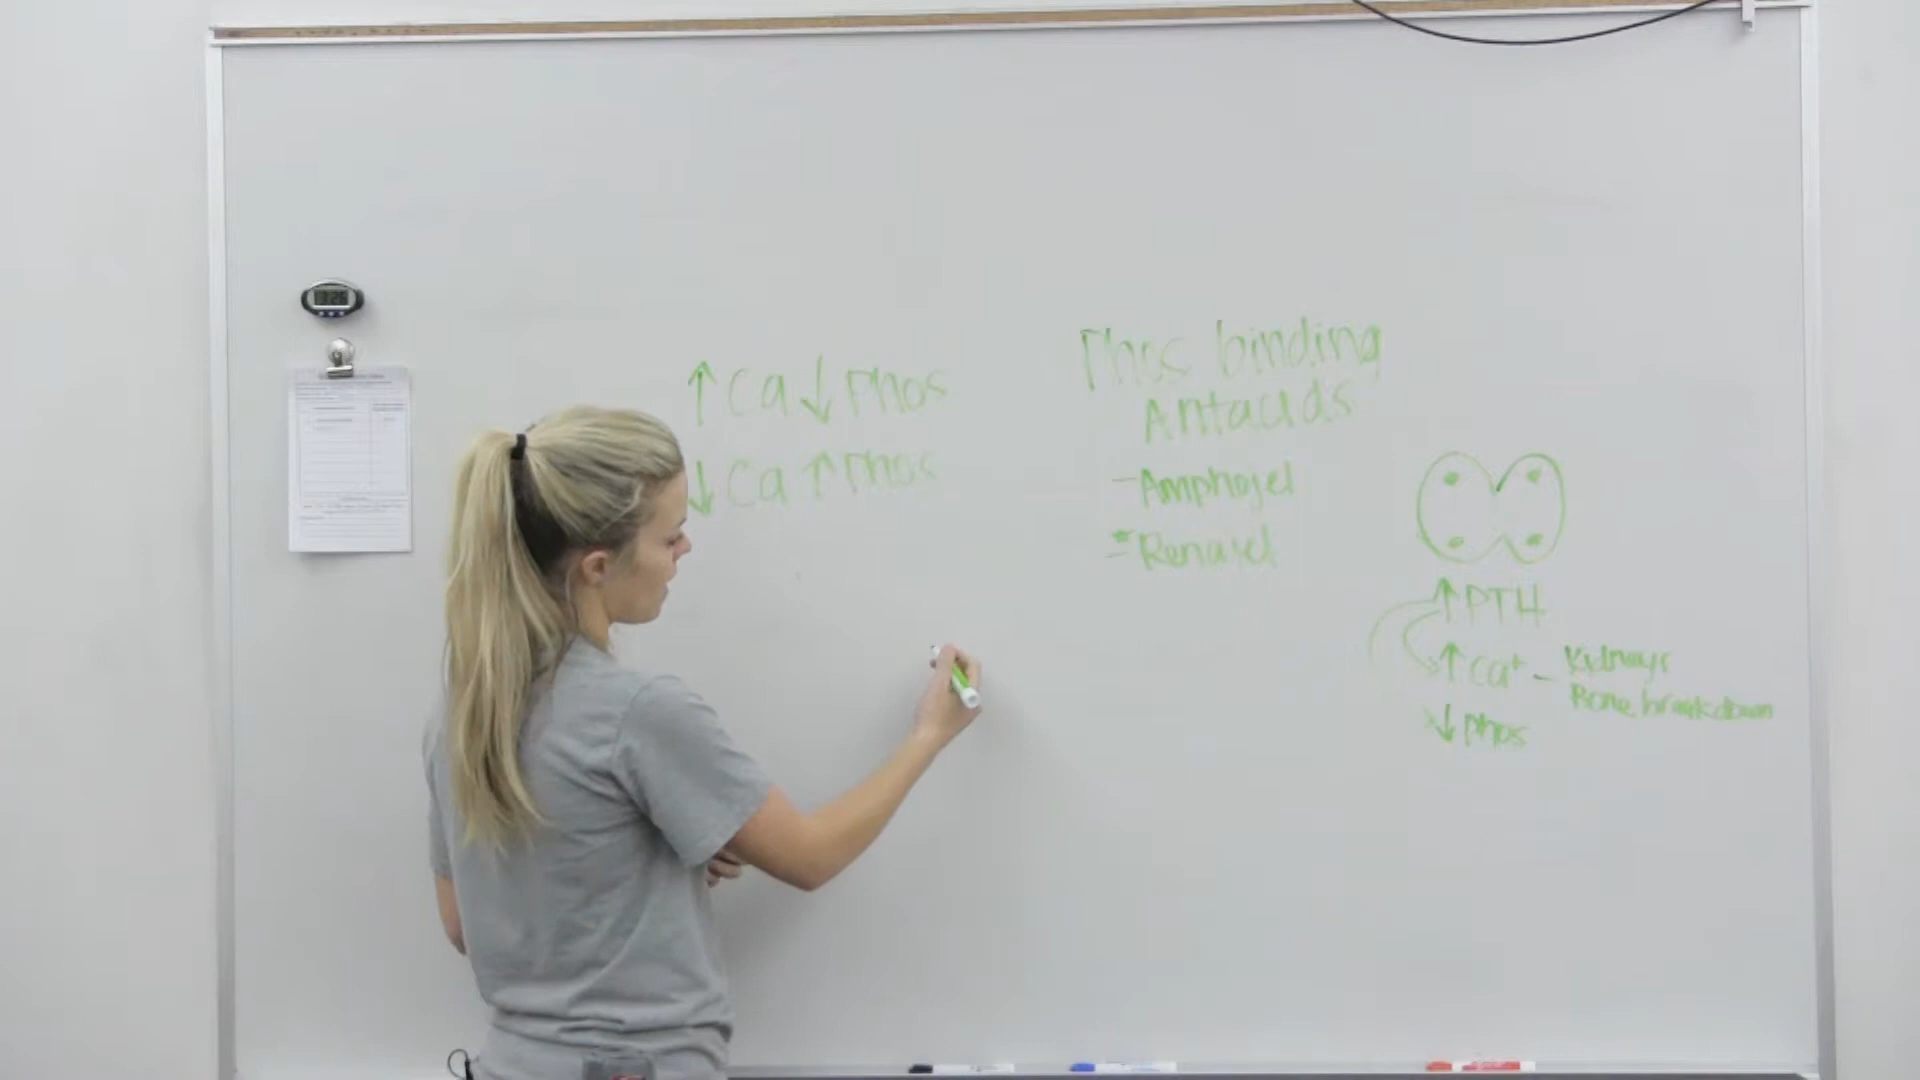 ↑ Ca ↓ Phos
↓ Ca ↑ Phos
Phos binding
Antacids
- Amphojel
* Renagel
↑ PTH
↑ Ca+ - Kidneys
Bone breakdown
↓ phos